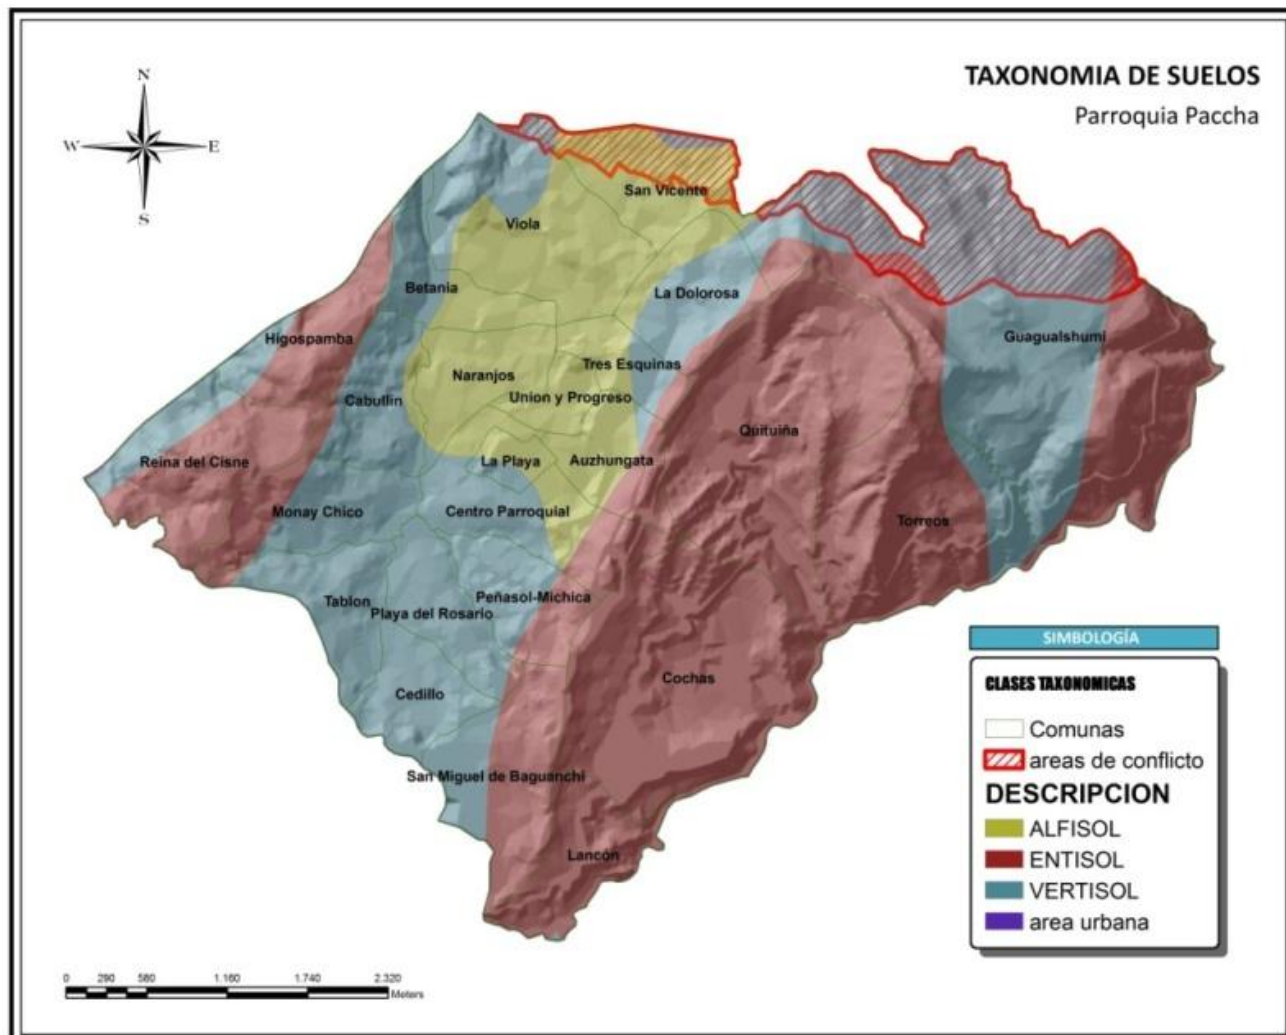 TAXONOMIA DE SUELOS
Parroquia Paccha
N
W E
S
San Vicente
Viola
Betania
La Dolorosa
Higospamba
Guagualshumi
Tres Esquinas
Naranjos
Cabullin
Union y Progreso
Quituiña
Reina del Cisne
La Playa
Auzhungata
Monay Chico
Centro Parroquial
Torreos
Tablon
Peñasol-Michica
Playa del Rosario
Cochas
Cedillo
San Miguel de Baguanchi
Lancón
SIMBOLOGÍA
CLASES TAXONOMICAS
Comunas
areas de conflicto
DESCRIPCION
ALFISOL
ENTISOL
VERTISOL
area urbana
0 290 580 1.160 1.740 2.320
Meters